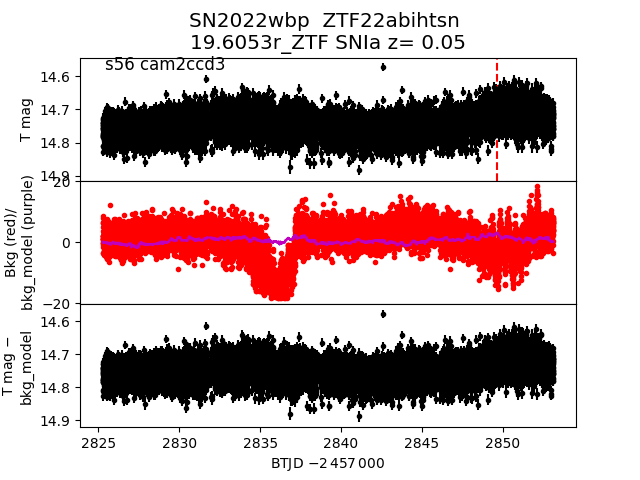 SN2022wbp  ZTF22abihtsn
19.6053r_ZTF SNIa z= 0.05
s56 cam2ccd3
14.6
14.7
14.8
14.9
T mag
20
0
−20
Bkg (red)/
bkg_model (purple)
14.6
14.7
14.8
14.9
T mag −
bkg_model
2825 2830 2835 2840 2845 2850
BTJD −2 457 000